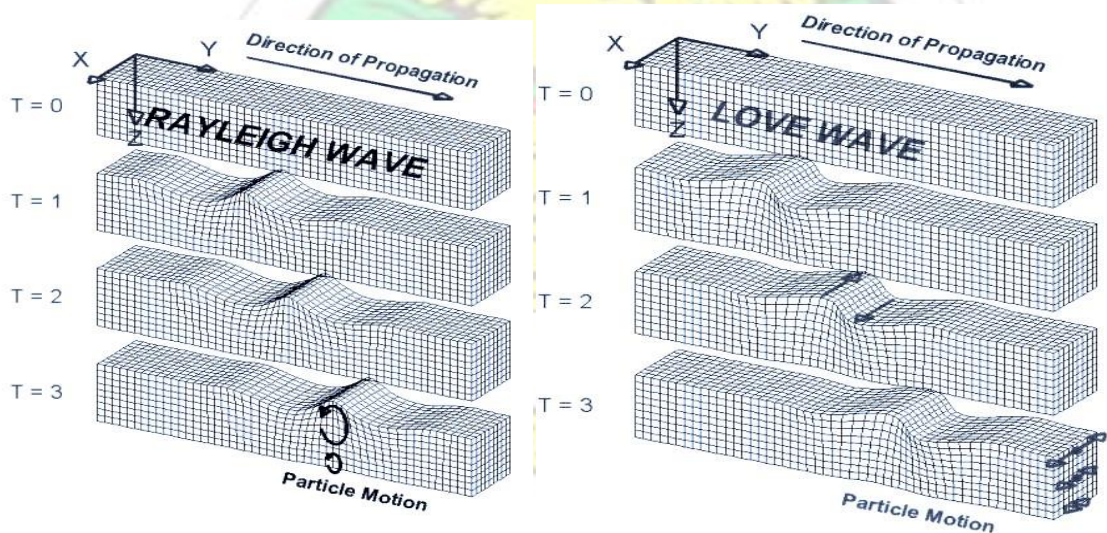 X
Y
Z
Direction of Propagation
T = 0
RAYLEIGH WAVE
T = 1
T = 2
T = 3
Particle Motion
X
Y
Z
Direction of Propagation
T = 0
LOVE WAVE
T = 1
T = 2
T = 3
Particle Motion